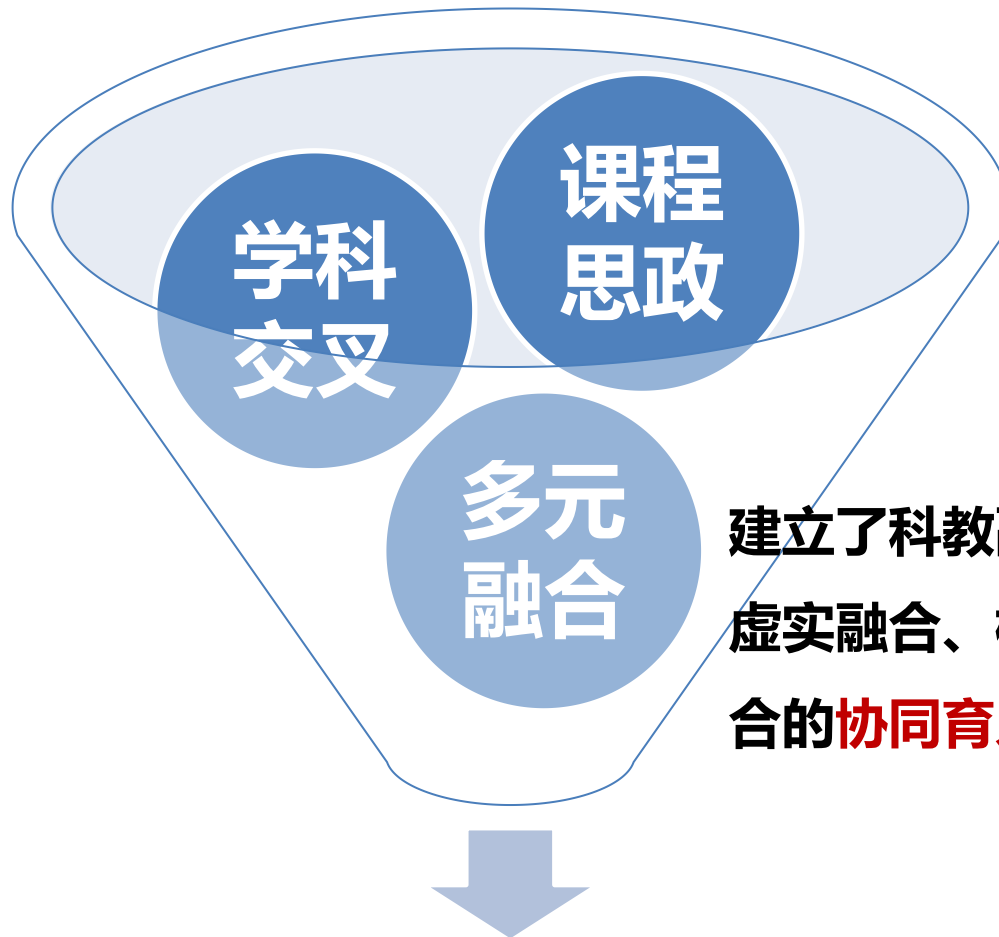 课程
思政
学科
交叉
多元
融合
建立了科教
虚实融合、
合的协同育